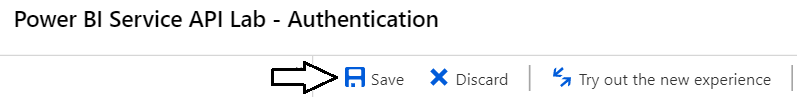 Power BI Service API Lab - Authentication
Save Discard Try out the new experience